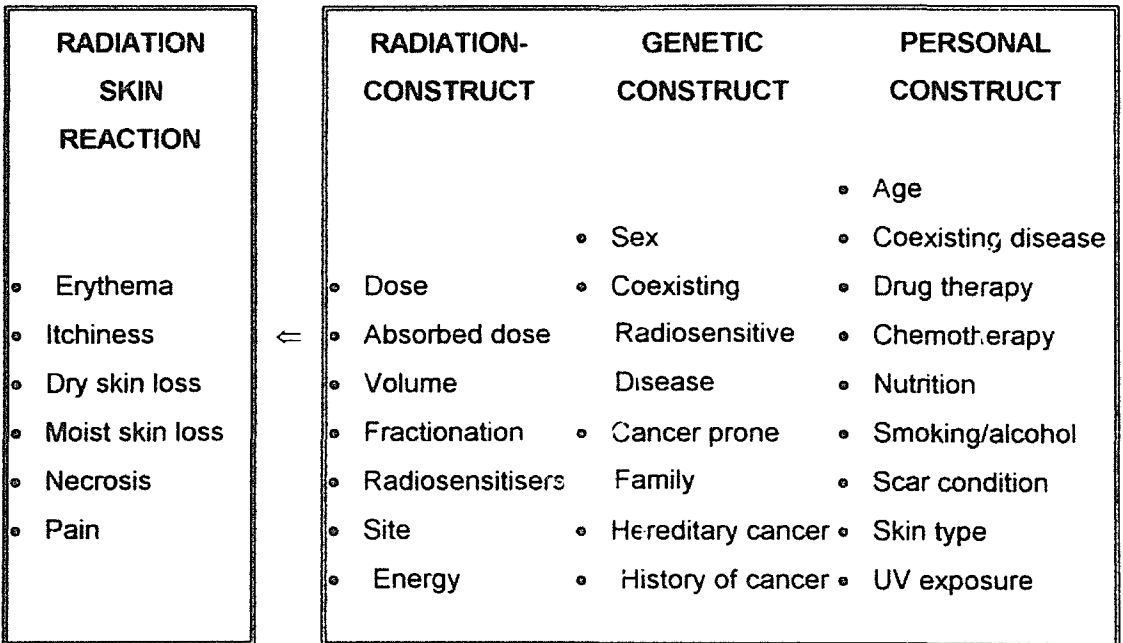 RADIATION
SKIN
REACTION
• Erythema
• Itchiness
• Dry skin loss
• Moist skin loss
• Necrosis
• Pain
⇐
RADIATION-
CONSTRUCT
• Dose
• Absorbed dose
• Volume
• Fractionation
• Radiosensitisers
• Site
• Energy
GENETIC
CONSTRUCT
• Sex
• Coexisting
Radiosensitive
Disease
• Cancer prone
Family
• Hereditary cancer
• History of cancer
PERSONAL
CONSTRUCT
• Age
• Coexisting disease
• Drug therapy
• Chemotherapy
• Nutrition
• Smoking/alcohol
• Scar condition
• Skin type
• UV exposure